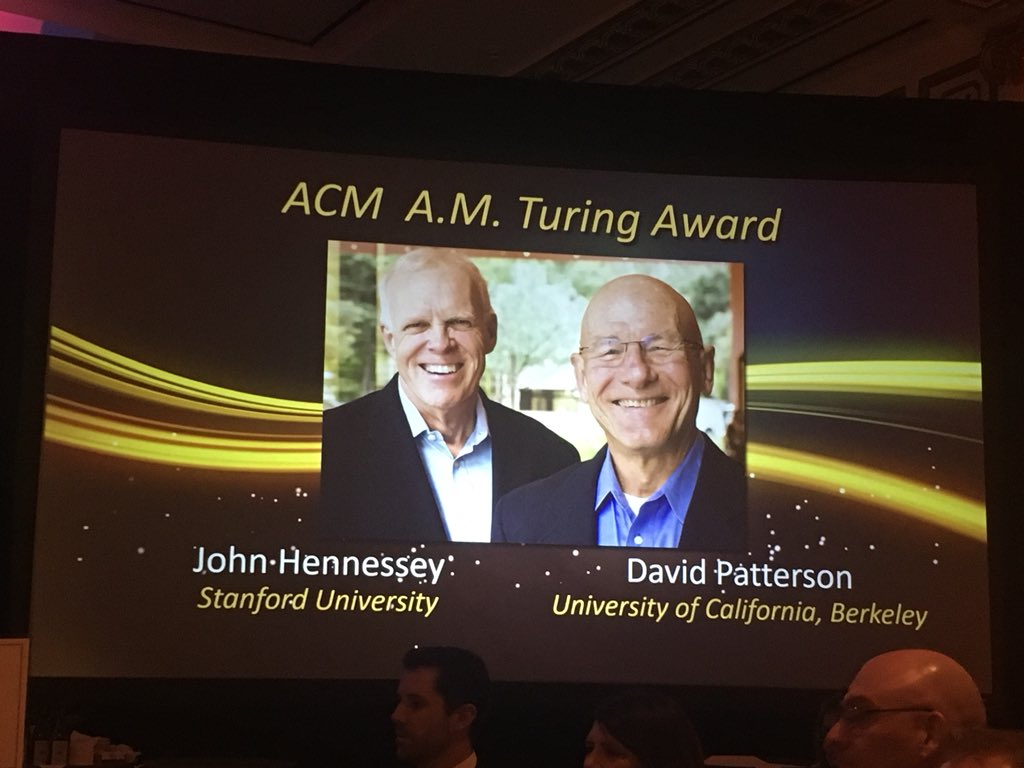 ACM A.M. Turing Award
John Hennessey
Stanford University
David Patterson
University of California, Berkeley